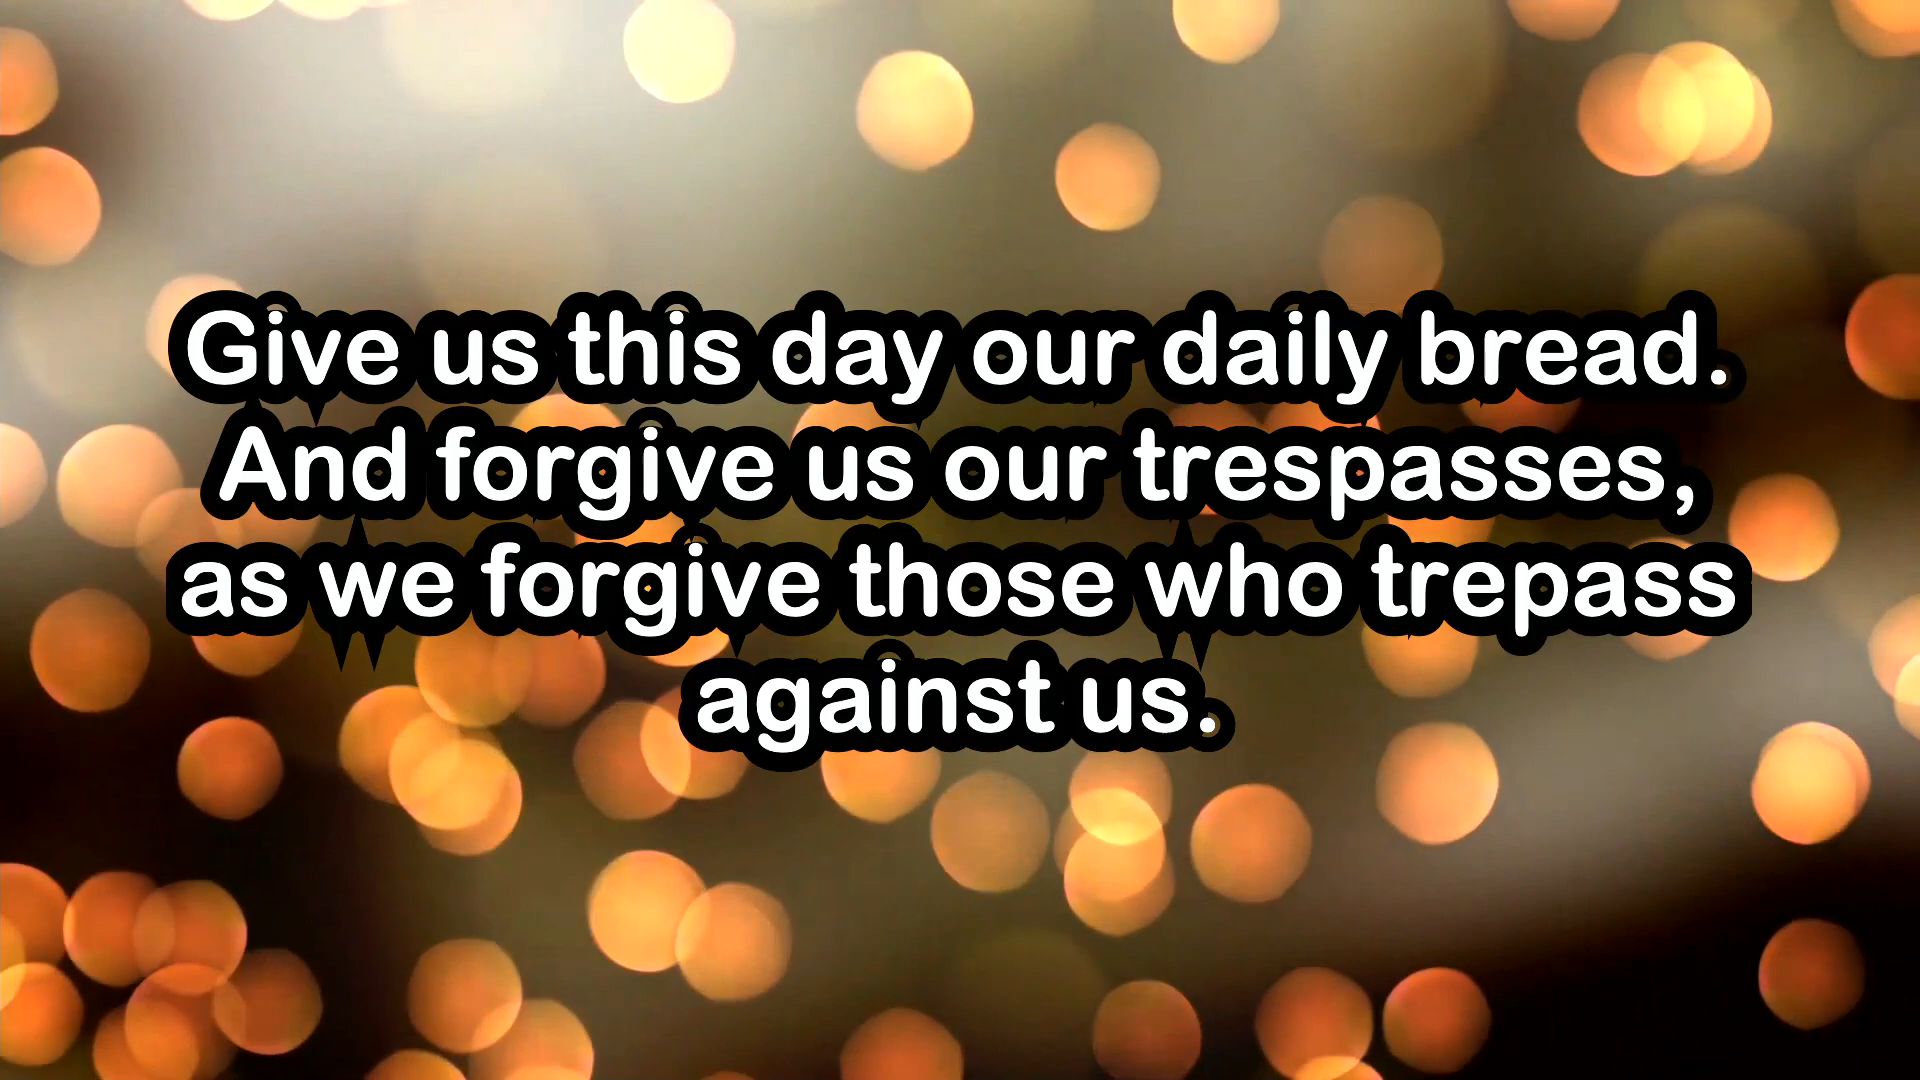 Give us this day our daily bread.
And forgive us our trespasses,
as we forgive those who trepass
against us.